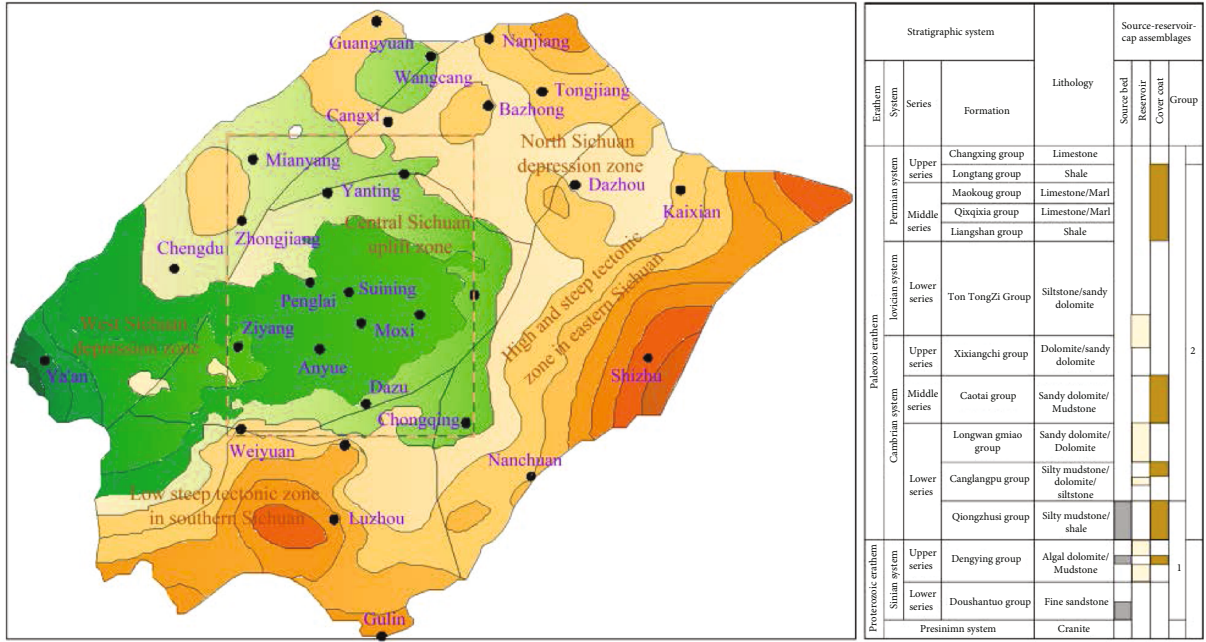 Guangyuan
Nanjiang
Wangcang
Tongjiang
Bazhong
Cangxi
North Sichuan
depression zone
Mianyang
Dazhou
Yanting
Kaixian
Central Sichuan
uplift zone
Zhongjiang
Chengdu
Penglai
Suining
High and steep tectonic
zone in eastern Sichuan
West Sichuan
depression zone
Ziyang
Moxi
Anyue
Ya'an
Shizhu
Dazu
Chongqing
Weiyuan
Nanchuan
Low steep tectonic zone
in southern Sichuan
Luzhou
Gulin
Stratigraphic system
Source-reservoir-
cap assemblages
Lithology
Erathem
System
Series
Formation
Source bed
Reservoir
Cover coat
Group
Paleozoi erathem
Permian system
Upper
series
Changxing group
Limestone
Longtang group
Shale
Middle
series
Maokoug group
Limestone/Marl
Qixqixia group
Limestone/Marl
Liangshan group
Shale
Iovician system
Lower
series
Ton TongZi Group
Siltstone/sandy
dolomite
Cambrian system
Upper
series
Xixiangchi group
Dolomite/sandy
dolomite
2
Middle
series
Caotai group
Sandy dolomite/
Mudstone
Lower
series
Longwan gmiao
group
Sandy dolomite/
Dolomite
Canglangpu group
Silty mudstone/
dolomite/
siltstone
Qiongzhusi group
Silty mudstone/
shale
Proterozoic erathem
Sinian system
Upper
series
Dengying group
Algal dolomite/
Mudstone
1
Lower
series
Doushantuo group
Fine sandstone
Presinimn system
Cranite